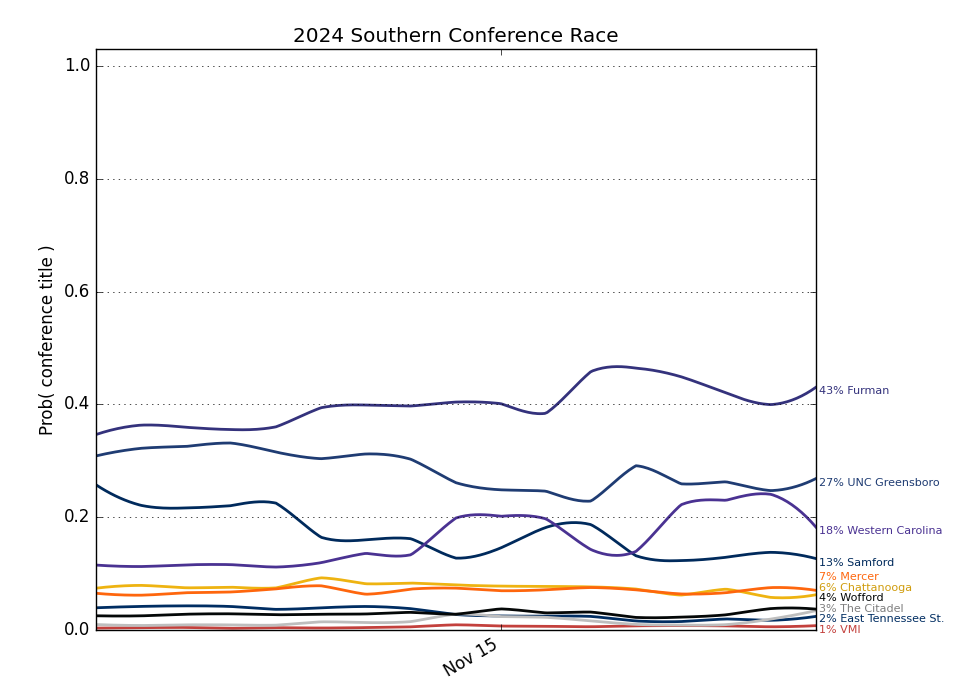 2024 Southern Conference Race
Prob( conference title )
1.0
0.8
0.6
0.4
0.2
0.0
Nov 15
43% Furman
27% UNC Greensboro
18% Western Carolina
13% Samford
7% Mercer
6% Chattanooga
4% Wofford
3% The Citadel
2% East Tennessee St.
1% VMI